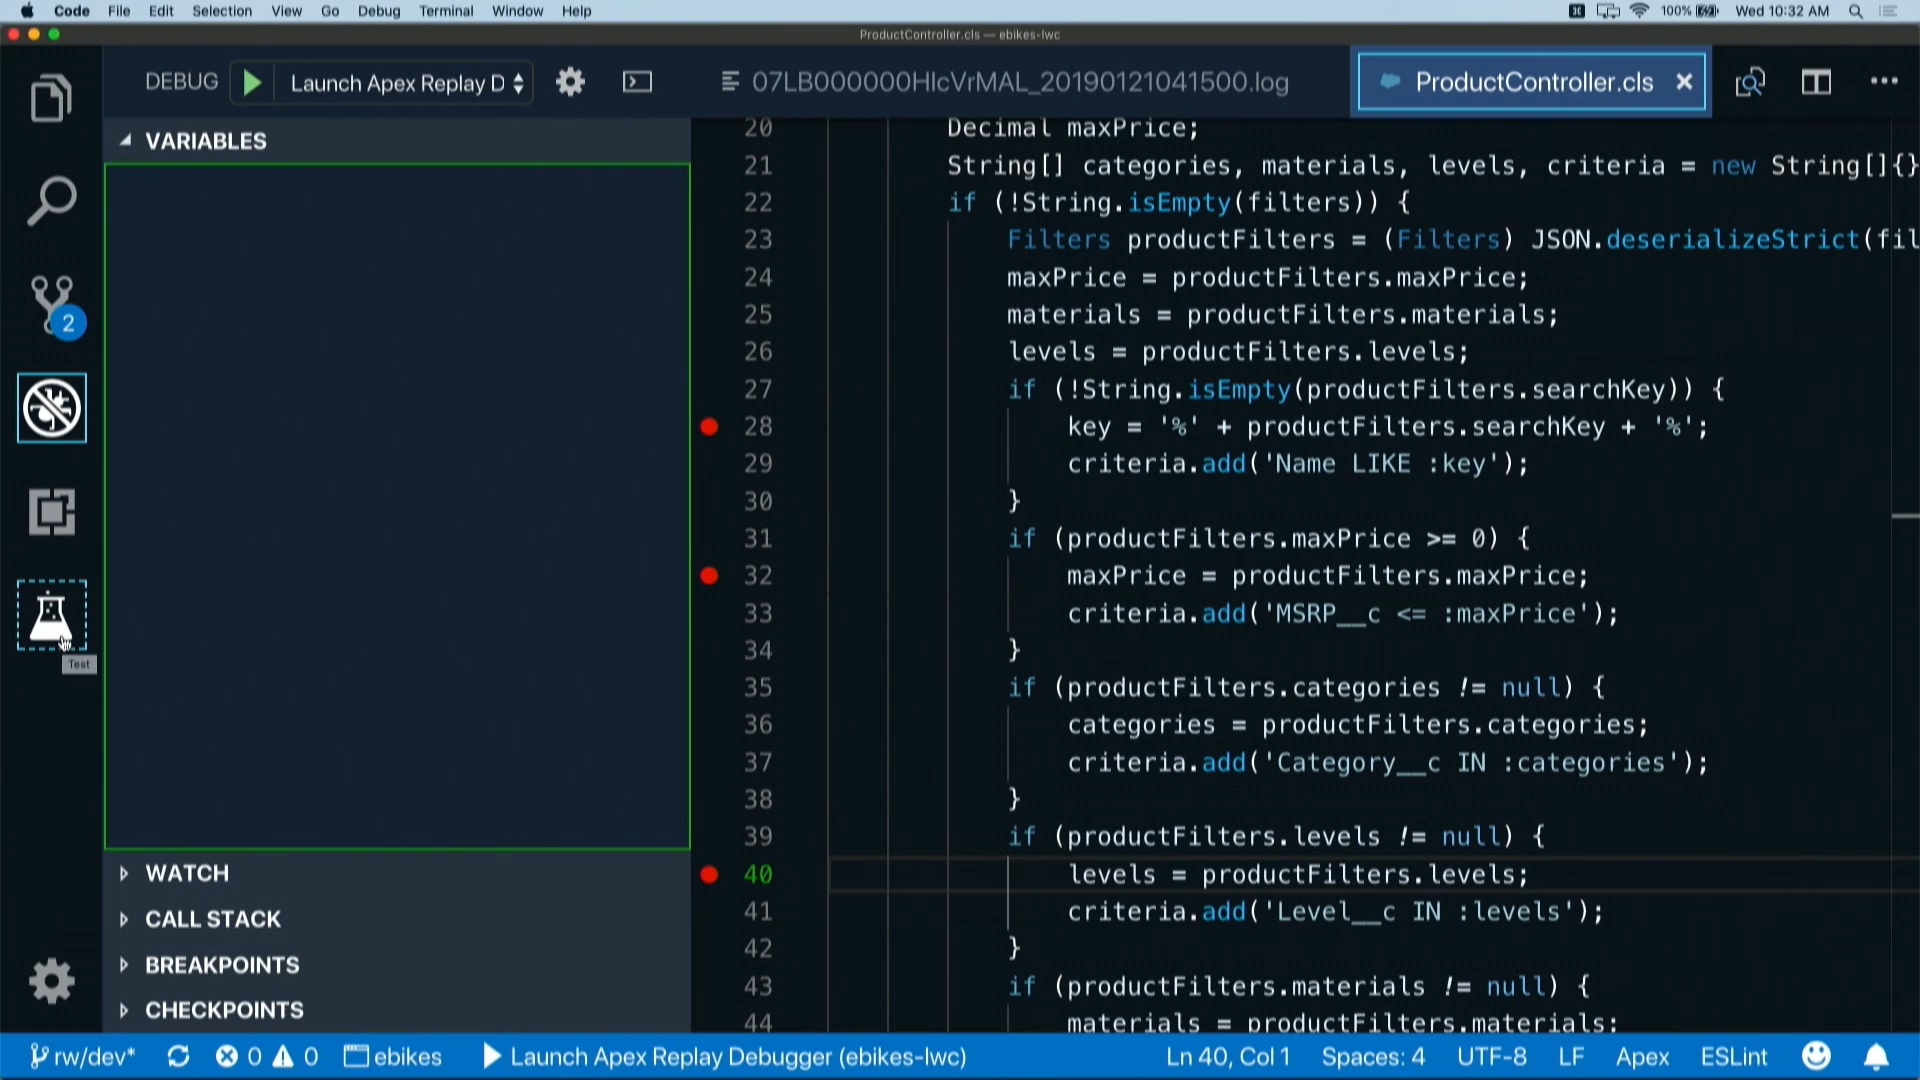 Code File Edit Selection View Go Debug Terminal Window Help 100% Wed 10:32 AM
ProductController.cls — ebikes-lwc
DEBUG Launch Apex Replay D 07LB000000HIcVrMAL_20190121041500.log ProductController.cls
VARIABLES
WATCH
CALL STACK
BREAKPOINTS
CHECKPOINTS
2
Test
20 Decimal maxPrice;
21 String[] categories, materials, levels, criteria = new String[]{}
22 if (!String.isEmpty(filters)) {
23 Filters productFilters = (Filters) JSON.deserializeStrict(fil
24 maxPrice = productFilters.maxPrice;
25 materials = productFilters.materials;
26 levels = productFilters.levels;
27 if (!String.isEmpty(productFilters.searchKey)) {
28 key = '%' + productFilters.searchKey + '%';
29 criteria.add('Name LIKE :key');
30 }
31 if (productFilters.maxPrice >= 0) {
32 maxPrice = productFilters.maxPrice;
33 criteria.add('MSRP__c <= :maxPrice');
34 }
35 if (productFilters.categories != null) {
36 categories = productFilters.categories;
37 criteria.add('Category__c IN :categories');
38 }
39 if (productFilters.levels != null) {
40 levels = productFilters.levels;
41 criteria.add('Level__c IN :levels');
42 }
43 if (productFilters.materials != null) {
44 materials = productFilters.materials;
rw/dev* 0 0 ebikes Launch Apex Replay Debugger (ebikes-lwc) Ln 40, Col 1 Spaces: 4 UTF-8 LF Apex ESLint